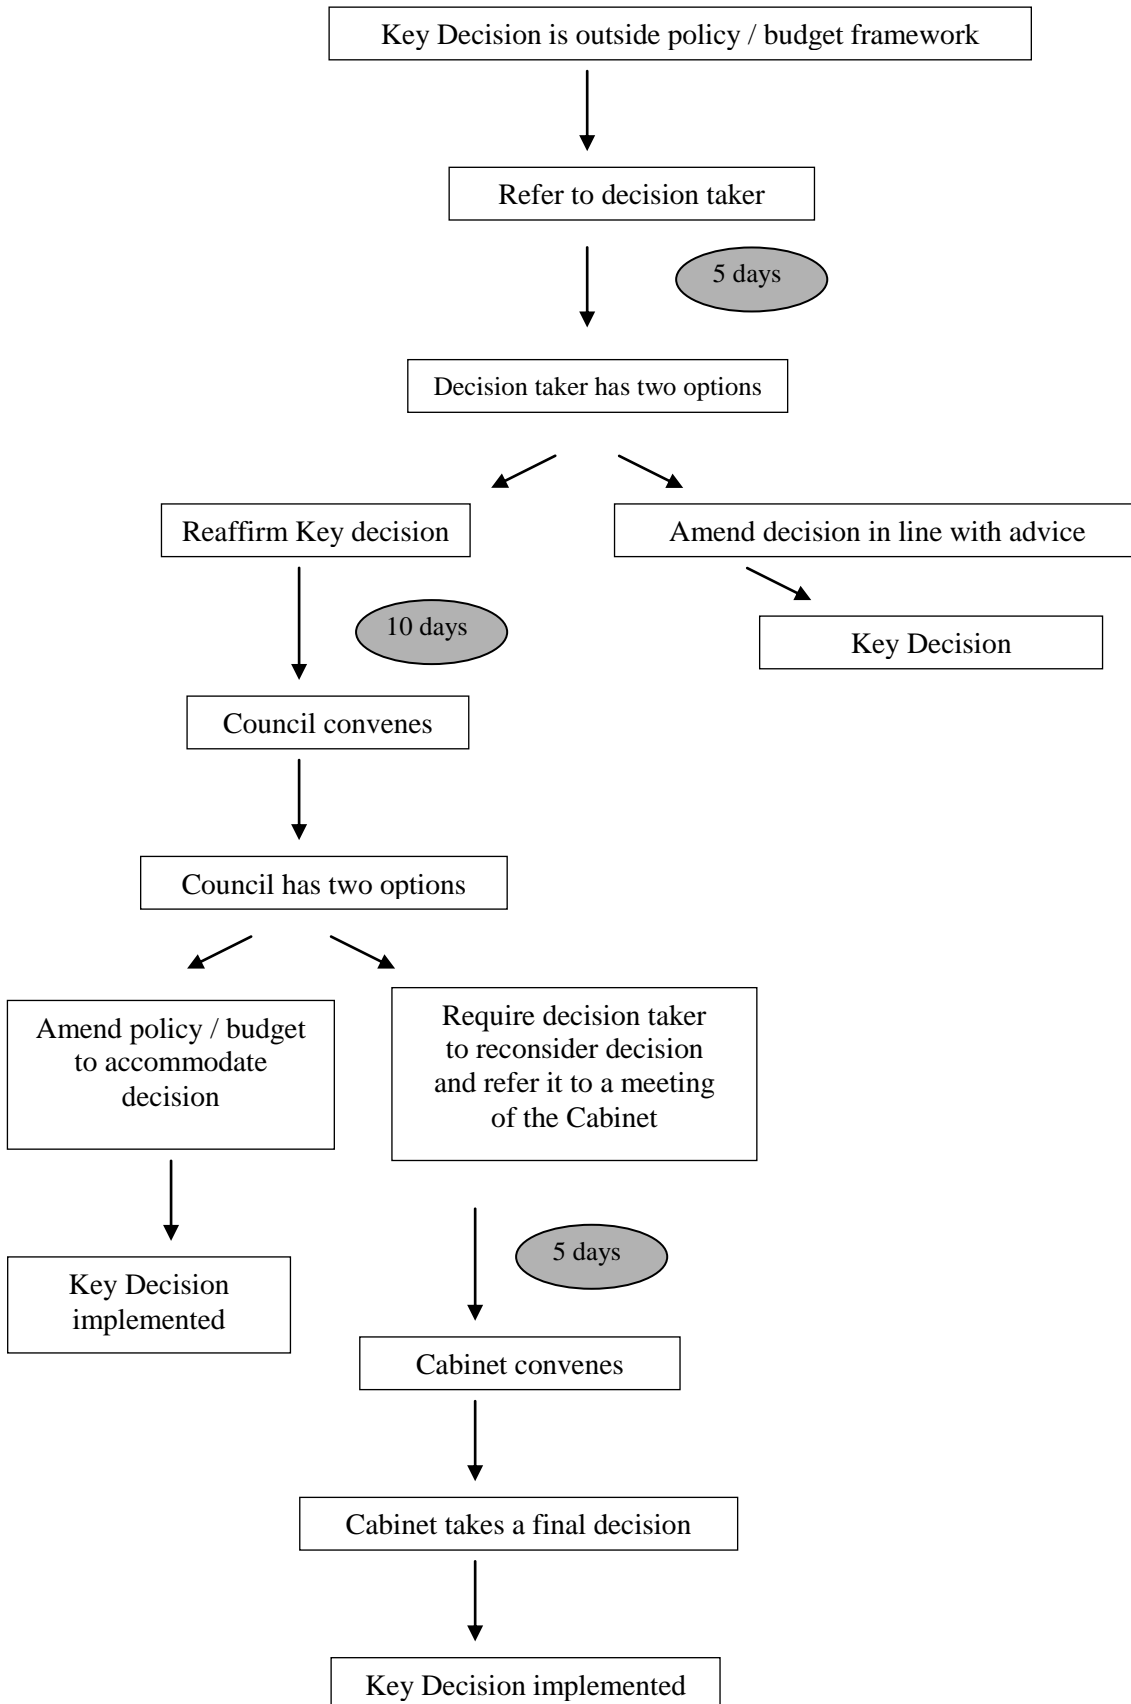 Key Decision is outside policy / budget framework
Refer to decision taker
5 days
Decision taker has two options
Reaffirm Key decision
Amend decision in line with advice
10 days
Key Decision
Council convenes
Council has two options
Amend policy / budget
to accommodate
decision
Require decision taker
to reconsider decision
and refer it to a meeting
of the Cabinet
5 days
Key Decision
implemented
Cabinet convenes
Cabinet takes a final decision
Key Decision implemented